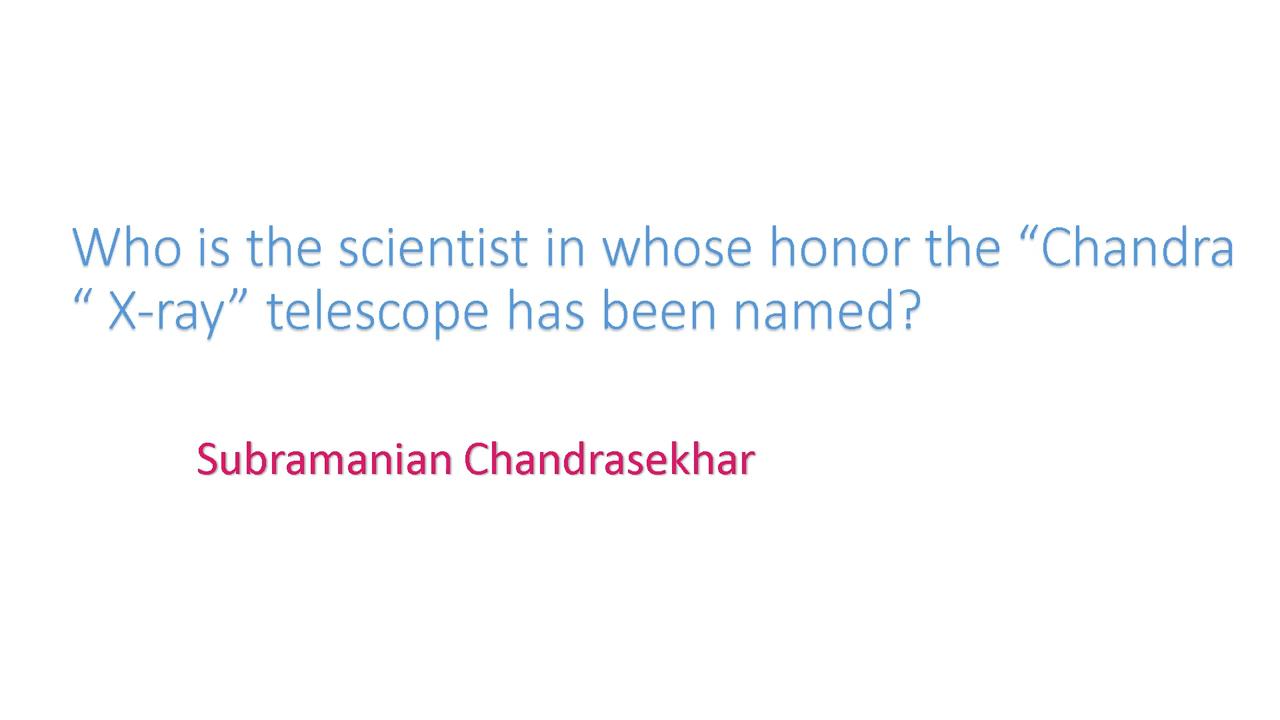 Who is the scientist in whose honor the “Chandra
“ X-ray” telescope has been named?
Subramanian Chandrasekhar